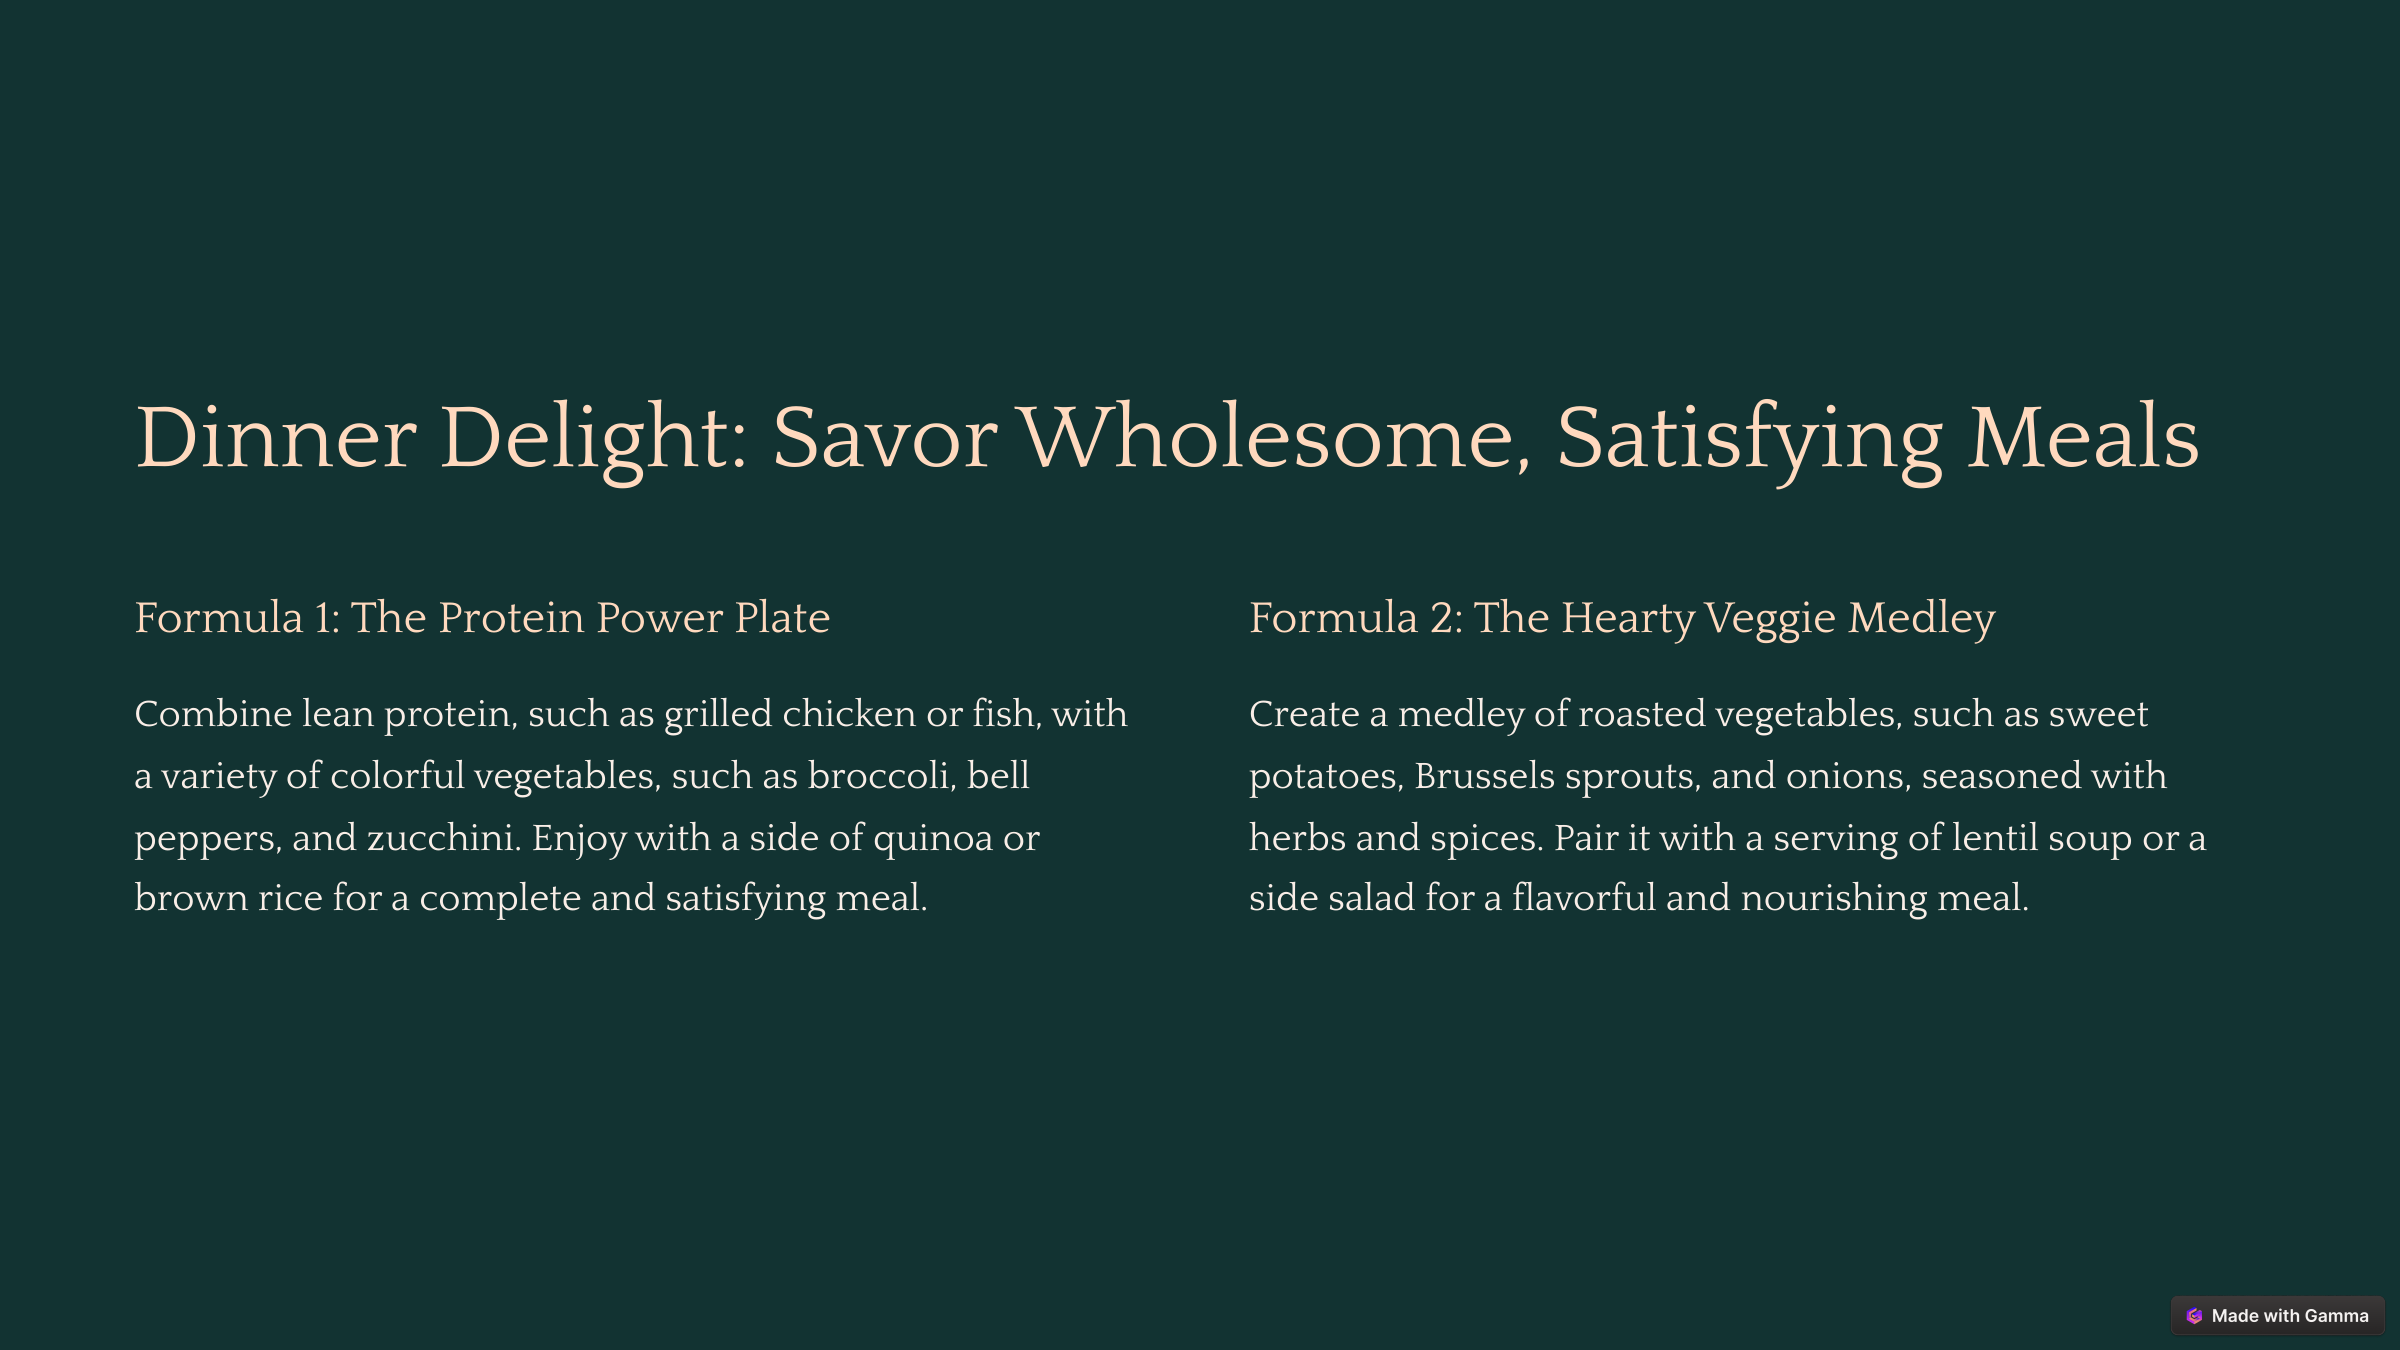 Dinner Delight: Savor Wholesome, Satisfying Meals
Formula 1: The Protein Power Plate
Combine lean protein, such as grilled chicken or fish, with
a variety of colorful vegetables, such as broccoli, bell
peppers, and zucchini. Enjoy with a side of quinoa or
brown rice for a complete and satisfying meal.
Formula 2: The Hearty Veggie Medley
Create a medley of roasted vegetables, such as sweet
potatoes, Brussels sprouts, and onions, seasoned with
herbs and spices. Pair it with a serving of lentil soup or a
side salad for a flavorful and nourishing meal.
Made with Gamma